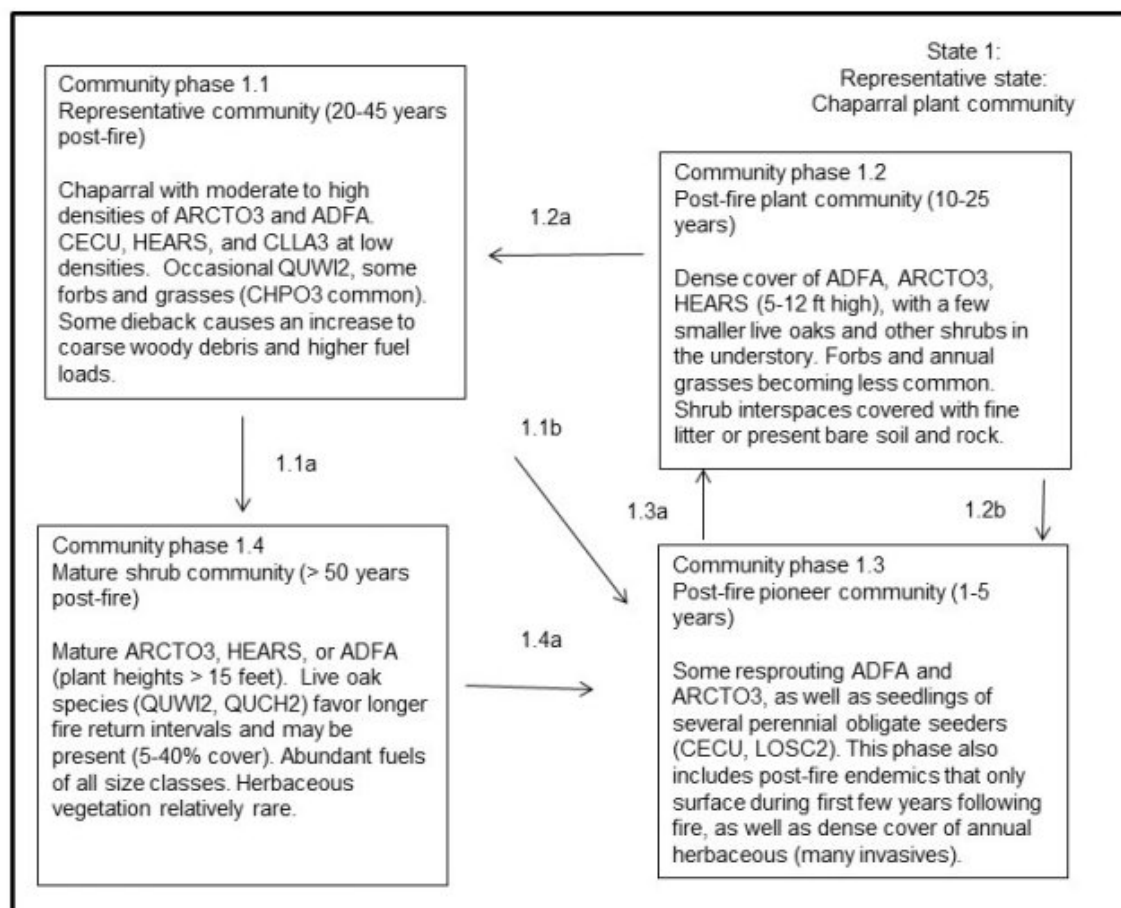 State 1:
Representative state:
Chaparral plant community
Community phase 1.1
Representative community (20-45 years
post-fire)
Chaparral with moderate to high
densities of ARCTO3 and ADFA.
CECU, HEARS, and CLLA3 at low
densities.  Occasional QUWI2, some
forbs and grasses (CHPO3 common).
Some dieback causes an increase to
coarse woody debris and higher fuel
loads.
1.2a
Community phase 1.2
Post-fire plant community (10-25
years)
Dense cover of ADFA, ARCTO3,
HEARS (5-12 ft high), with a few
smaller live oaks and other shrubs in
the understory. Forbs and annual
grasses becoming less common.
Shrub interspaces covered with fine
litter or present bare soil and rock.
1.1a
1.1b
1.3a
1.2b
Community phase 1.4
Mature shrub community (> 50 years
post-fire)
Mature ARCTO3, HEARS, or ADFA
(plant heights > 15 feet).  Live oak
species (QUWI2, QUCH2) favor longer
fire return intervals and may be
present (5-40% cover). Abundant fuels
of all size classes. Herbaceous
vegetation relatively rare.
1.4a
Community phase 1.3
Post-fire pioneer community (1-5
years)
Some resprouting ADFA and
ARCTO3, as well as seedlings of
several perennial obligate seeders
(CECU, LOSC2). This phase also
includes post-fire endemics that only
surface during first few years following
fire, as well as dense cover of annual
herbaceous (many invasives).